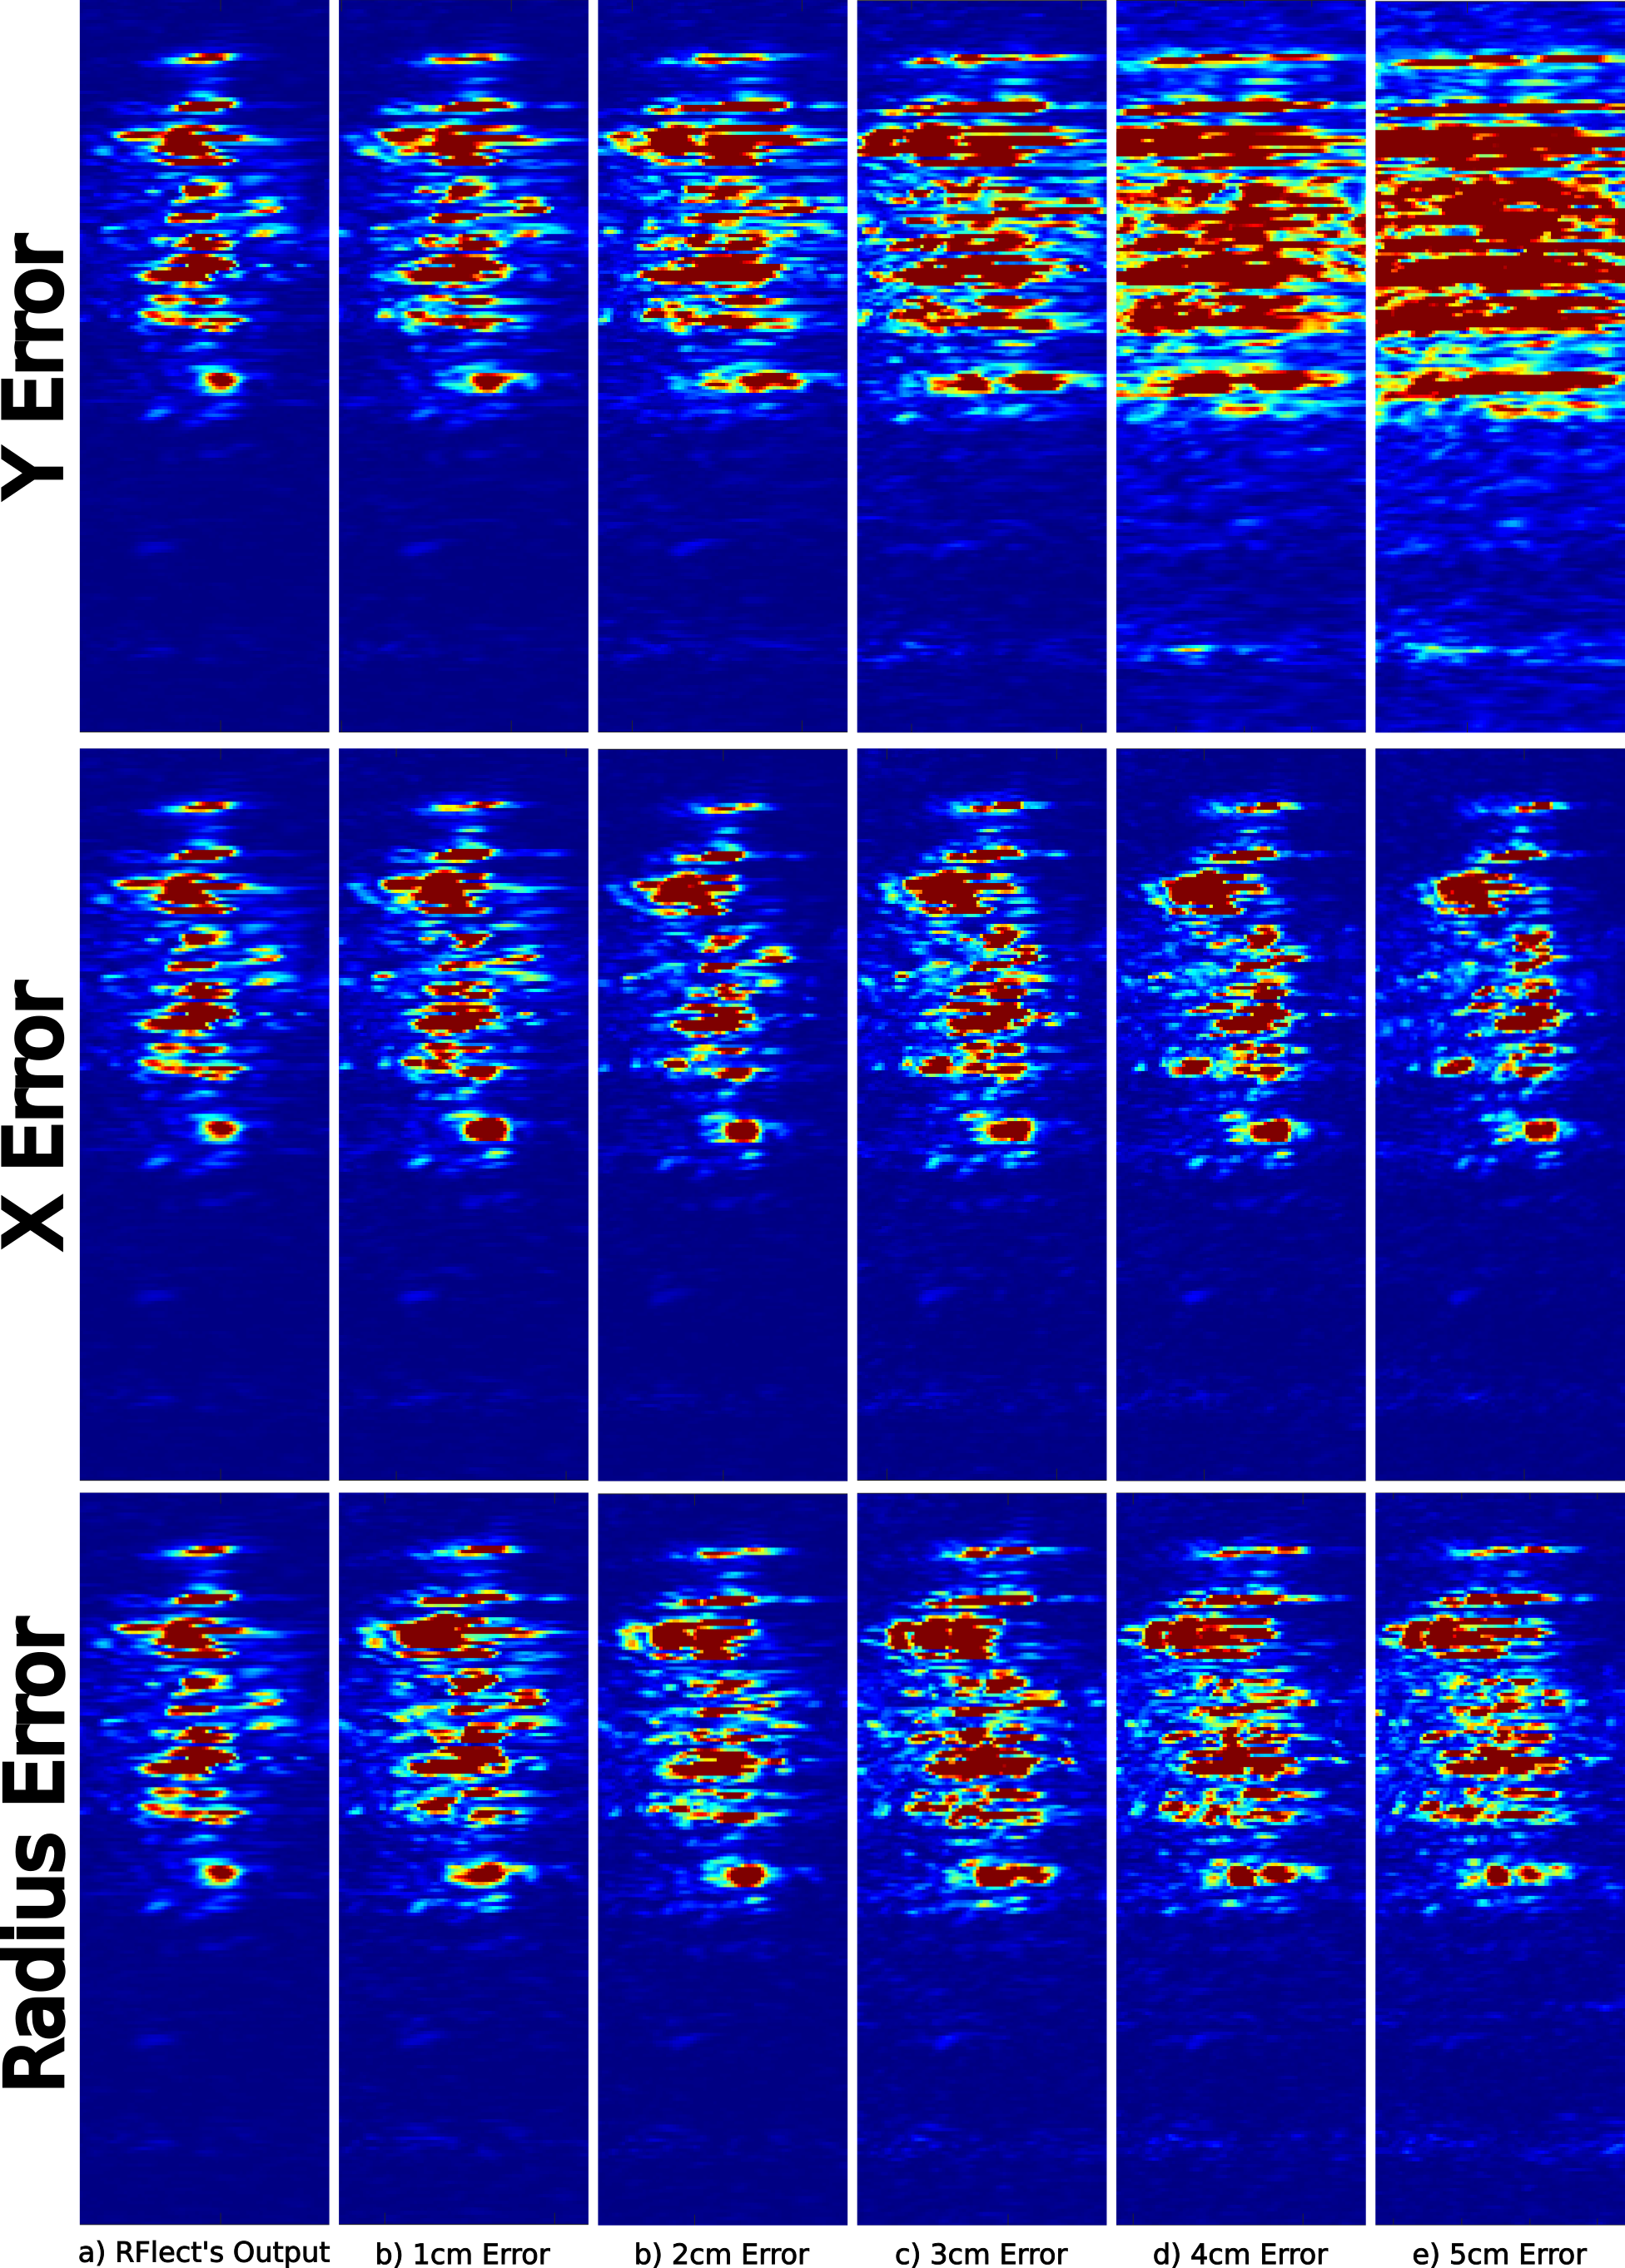 Y Error
X Error
Radius Error
a) RFlect's Output
b) 1cm Error
b) 2cm Error
c) 3cm Error
d) 4cm Error
e) 5cm Error